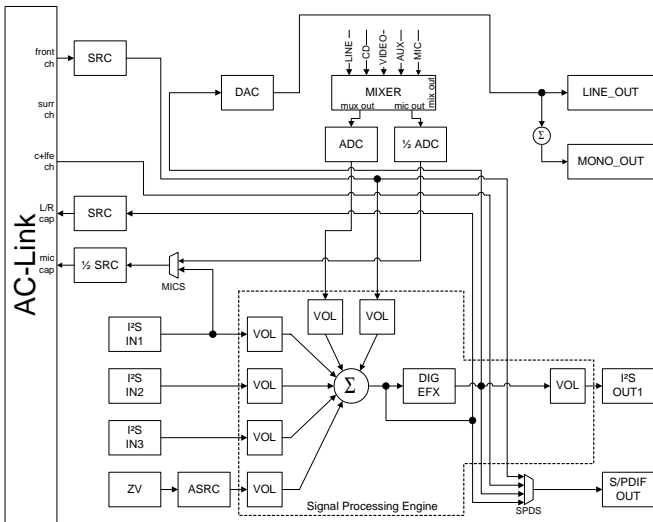 AC-Link
front
ch
surr
ch
c+lfe
ch
L/R
cap
mic
cap
SRC
SRC
½ SRC
MICS
DAC
LINE
CD
VIDEO
AUX
MIC
MIXER
mux out
mic out
mix out
ADC
½ ADC
LINE_OUT
Σ
MONO_OUT
I²S
IN1
I²S
IN2
I²S
IN3
ZV
ASRC
VOL
VOL
VOL
VOL
VOL
VOL
Σ
DIG
EFX
VOL
I²S
OUT1
Signal Processing Engine
SPDS
S/PDIF
OUT